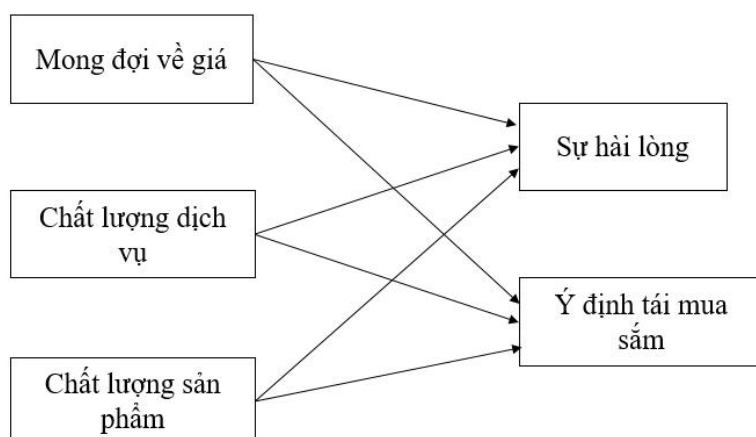 Mong đợi về giá
Sự hài lòng
Chất lượng dịch
vụ
Ý định tái mua
sắm
Chất lượng sản
phẩm